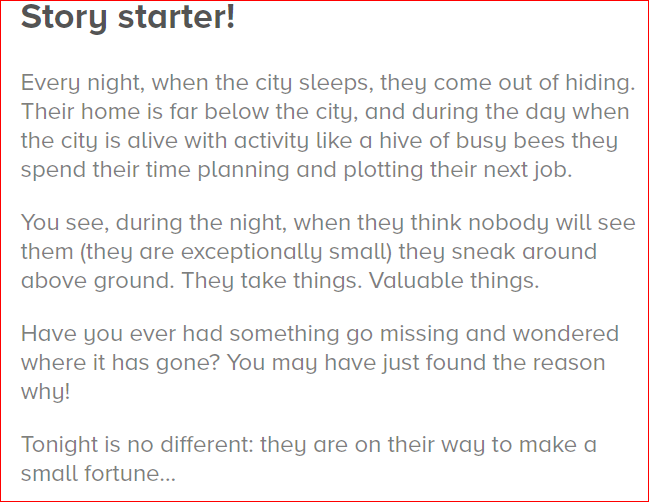 Story starter!
Every night, when the city sleeps, they come out of hiding.
Their home is far below the city, and during the day when
the city is alive with activity like a hive of busy bees they
spend their time planning and plotting their next job.
You see, during the night, when they think nobody will see
them (they are exceptionally small) they sneak around
above ground. They take things. Valuable things.
Have you ever had something go missing and wondered
where it has gone? You may have just found the reason
why!
Tonight is no different: they are on their way to make a
small fortune...